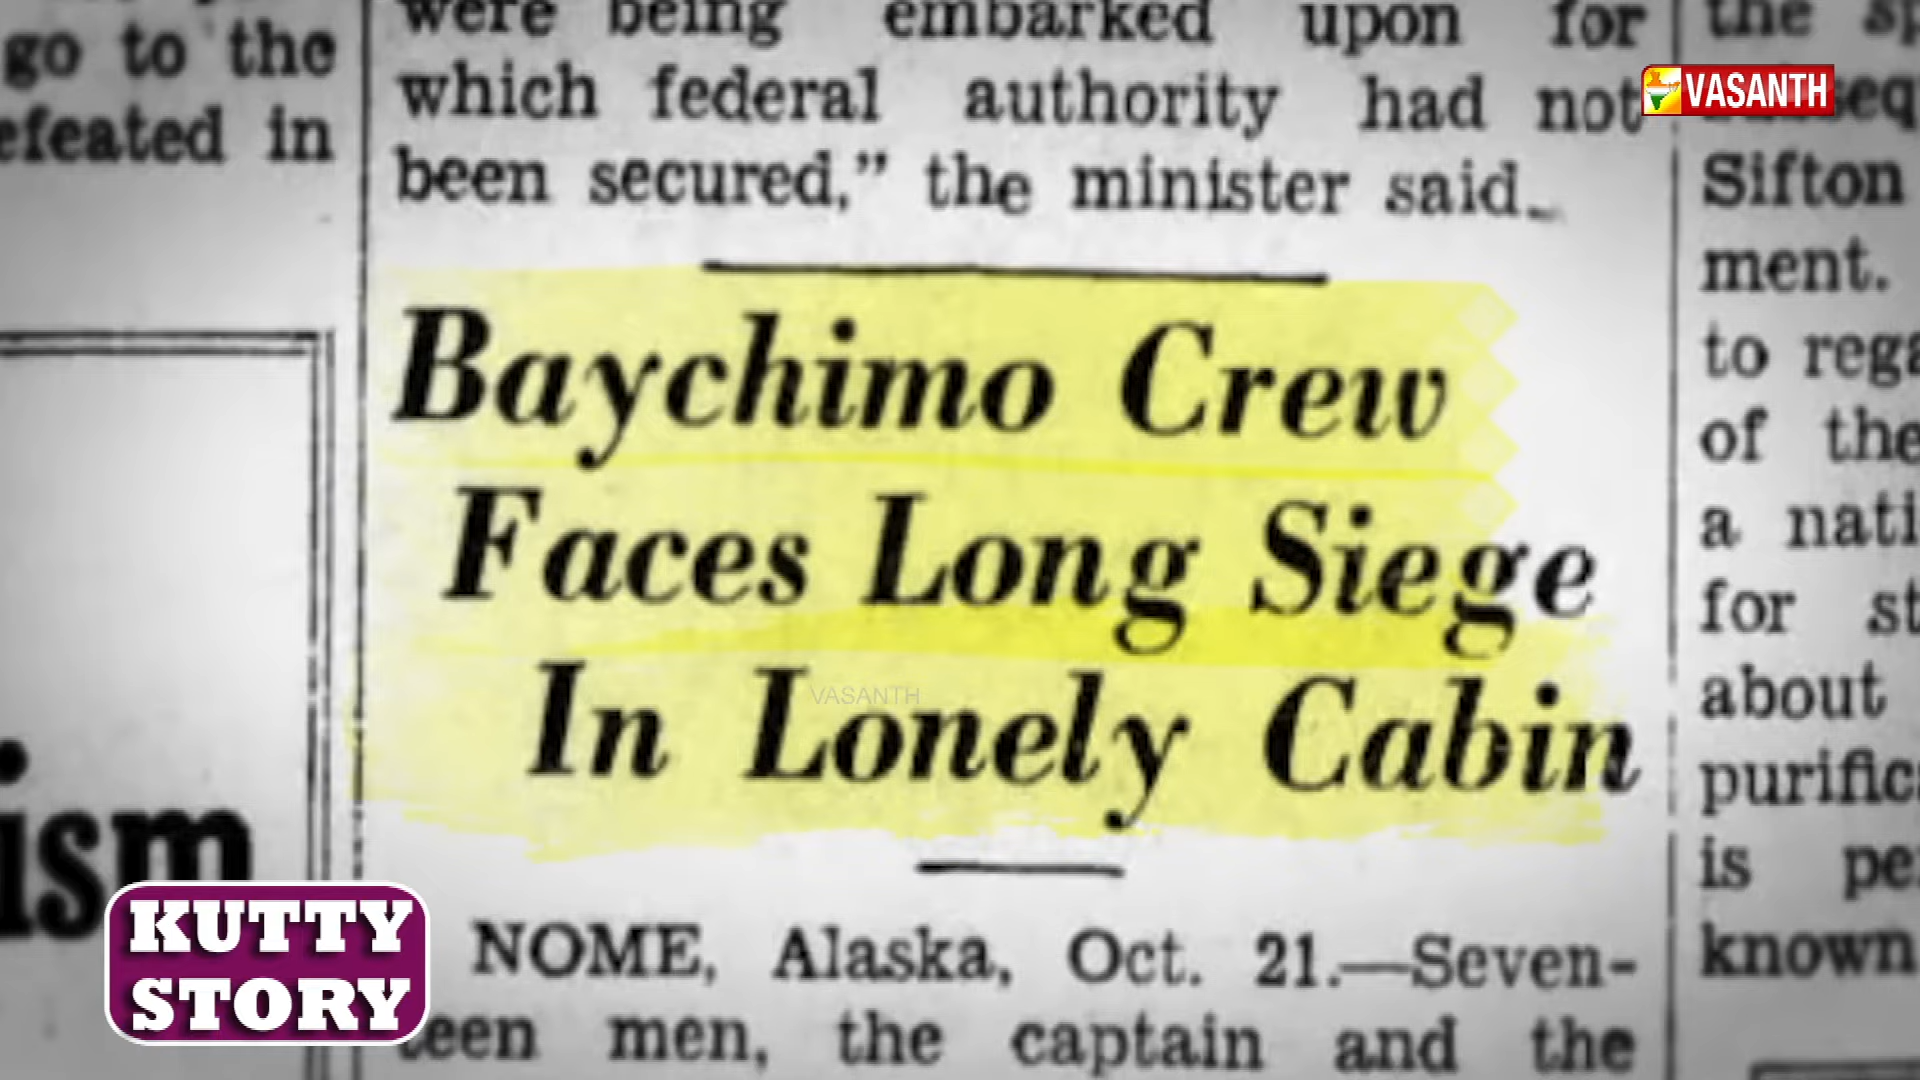 go to the
efeated in
ism
were being embarked upon for
which federal authority had not
been secured," the minister said.
Baychimo Crew
Faces Long Siege
In Lonely Cabin
NOME, Alaska, Oct. 21.—Seven-
teen men, the captain and the
the sp
Sifton
ment.
to rega
of the
a nati
for st
about
purific
is pe
known
VASANTH
VASANTH
KUTTY
STORY